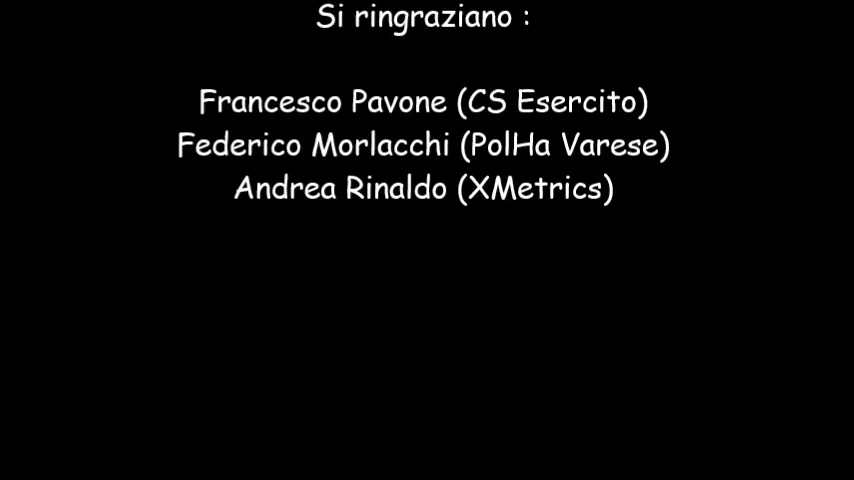 Si ringraziano :
Francesco Pavone (CS Esercito)
Federico Morlacchi (PolHa Varese)
Andrea Rinaldo (XMetrics)